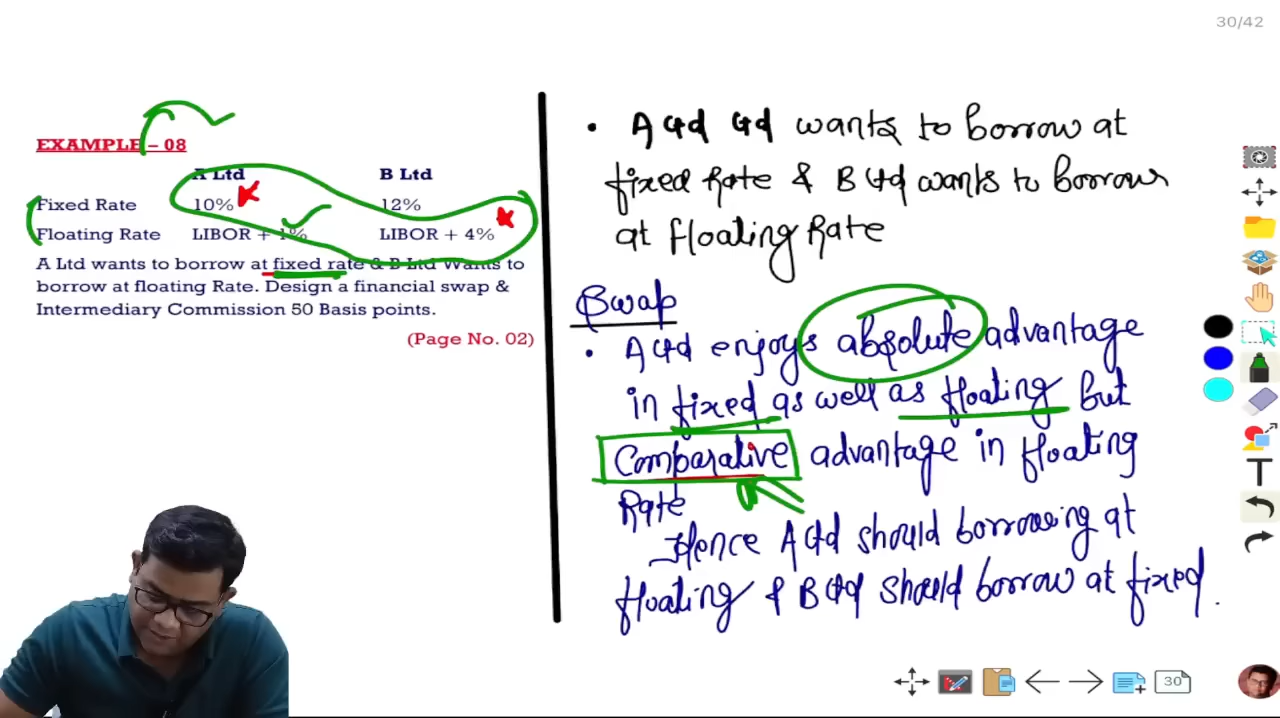 30/42
EXAMPLE – 08
A Ltd B Ltd
Fixed Rate 10% 12%
Floating Rate LIBOR + 1% LIBOR + 4%
A Ltd wants to borrow at fixed rate & B Ltd Wants to
borrow at floating Rate. Design a financial swap &
Intermediary Commission 50 Basis points.
(Page No. 02)
• A Ltd Ltd wants to borrow at
fixed Rate & B Ltd wants to borrow
at floating Rate
Swap
• A Ltd enjoys absolute advantage
in fixed as well as floating but
Comparative advantage in floating
Rate
Hence A Ltd should borrowing at
floating & B Ltd should borrow at fixed.
T
30